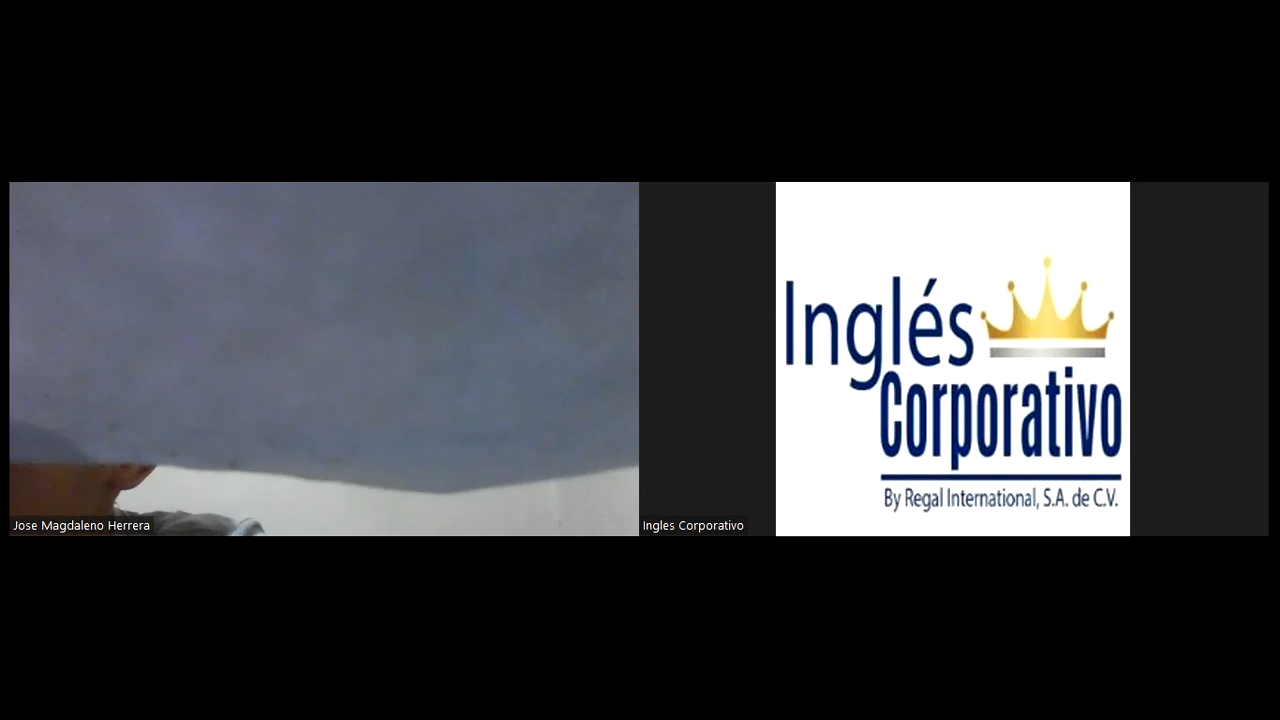 Inglés
Corporativo
By Regal International, S.A. de C.V.
Jose Magdaleno Herrera
Ingles Corporativo